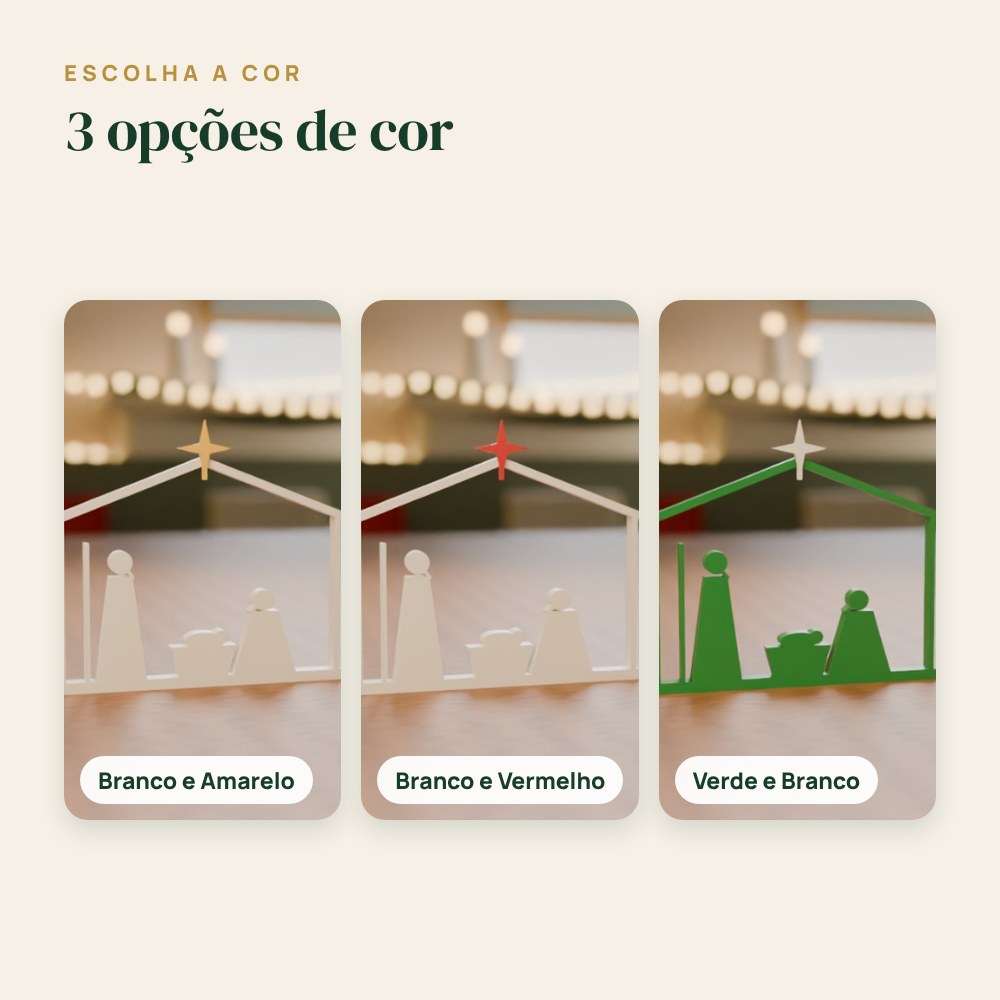 ESCOLHA A COR
3 opções de cor
Branco e Amarelo
Branco e Vermelho
Verde e Branco